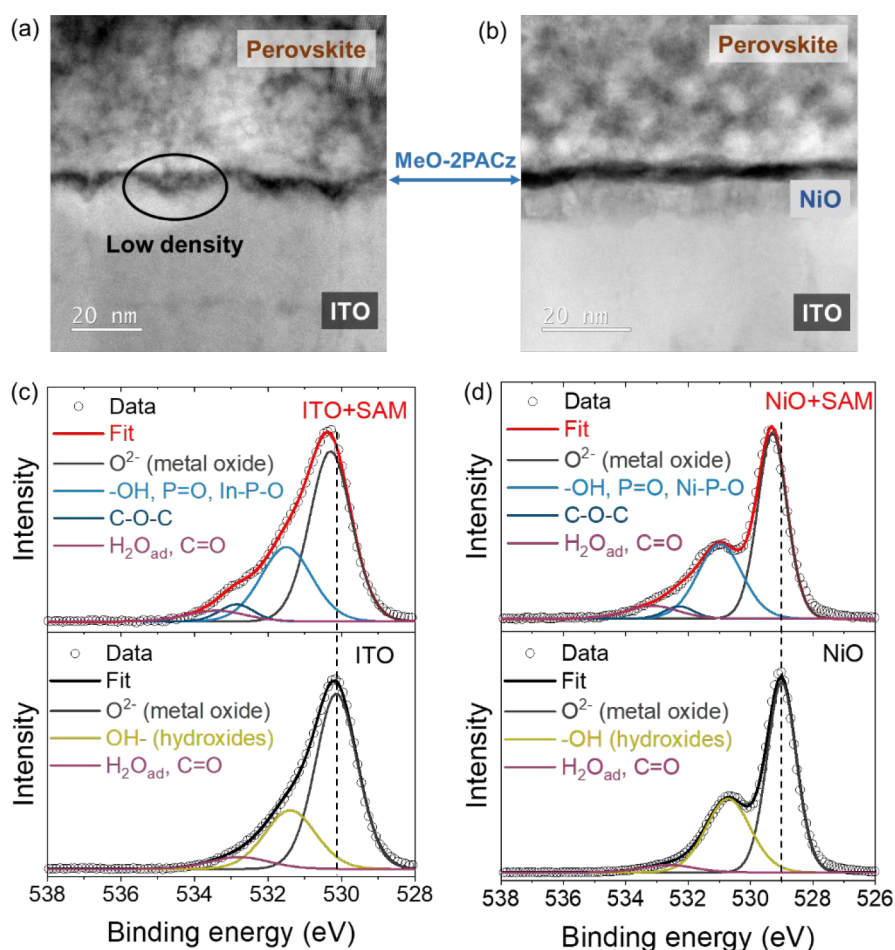 (a)
Perovskite
Low density
20 nm
ITO
MeO-2PACz
(b)
Perovskite
NiO
20 nm
ITO
(c)
Data
ITO+SAM
Fit
O²⁻ (metal oxide)
-OH, P=O, In-P-O
C-O-C
H₂Oad, C=O
Intensity
Data
ITO
Fit
O²⁻ (metal oxide)
OH- (hydroxides)
H₂Oad, C=O
Intensity
538 536 534 532 530 528
Binding energy (eV)
(d)
Data
NiO+SAM
Fit
O²⁻ (metal oxide)
-OH, P=O, Ni-P-O
C-O-C
H₂Oad, C=O
Intensity
Data
NiO
Fit
O²⁻ (metal oxide)
-OH (hydroxides)
H₂Oad, C=O
Intensity
538 536 534 532 530 528 526
Binding energy (eV)